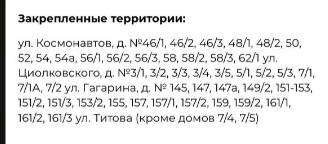 Закрепленные территории:
ул. Космонавтов, д. №46/1, 46/2, 46/3, 48/1, 48/2, 50,
52, 54, 54а, 56/1, 56/2, 56/3, 58, 58/2, 58/3, 62/1 ул.
Циолковского, д. №3/1, 3/2, 3/3, 3/4, 3/5, 5/1, 5/2, 5/3, 7/1,
7/1А, 7/2 ул. Гагарина, д. № 145, 147, 147а, 149/2, 151-153,
151/2, 151/3, 153/2, 155, 157, 157/1, 157/2, 159, 159/2, 161/1,
161/2, 161/3 ул. Титова (кроме домов 7/4, 7/5)